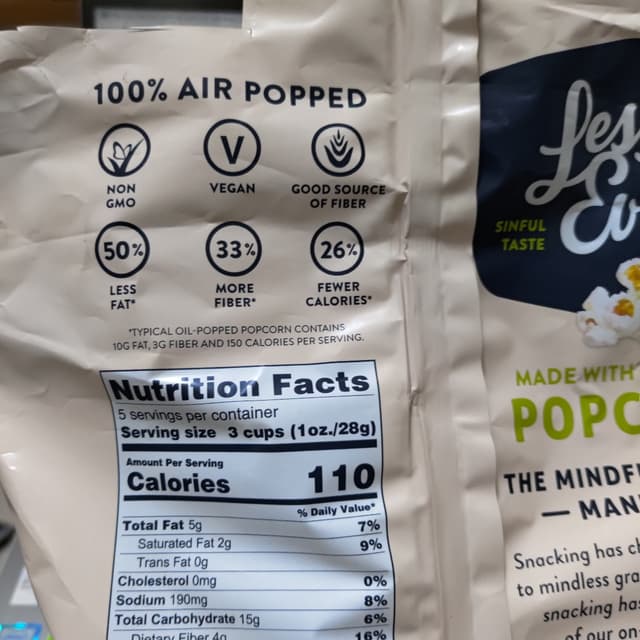 100% AIR POPPED
NON
GMO
V
VEGAN
GOOD SOURCE
OF FIBER
50%
LESS
FAT*
33%
MORE
FIBER*
26%
FEWER
CALORIES*
*TYPICAL OIL-POPPED POPCORN CONTAINS
10G FAT, 3G FIBER AND 150 CALORIES PER SERVING.
Nutrition Facts
5 servings per container
Serving size 3 cups (1oz./28g)
Amount Per Serving
Calories 110
% Daily Value*
Total Fat 5g 7%
Saturated Fat 2g 9%
Trans Fat 0g
Cholesterol 0mg 0%
Sodium 190mg 8%
Total Carbohydrate 15g 6%
Dietary Fiber 4g 16%
Les
Ev
SINFUL
TASTE
MADE WITH
POPC
THE MINDF
— MAN
Snacking has c
to mindless gra
snacking has
of our on